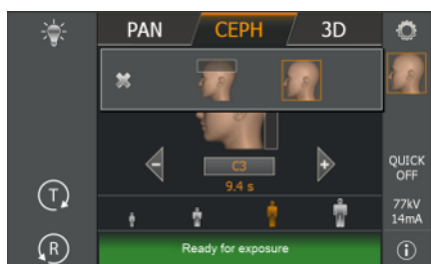 PAN CEPH 3D
C3
9.4 s
QUICK
OFF
77kV
14mA
T
R
Ready for exposure
i